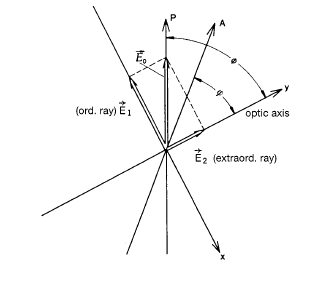 P
A
E₀
ø
φ
y
(ord. ray) E₁
optic axis
E₂ (extraord. ray)
x